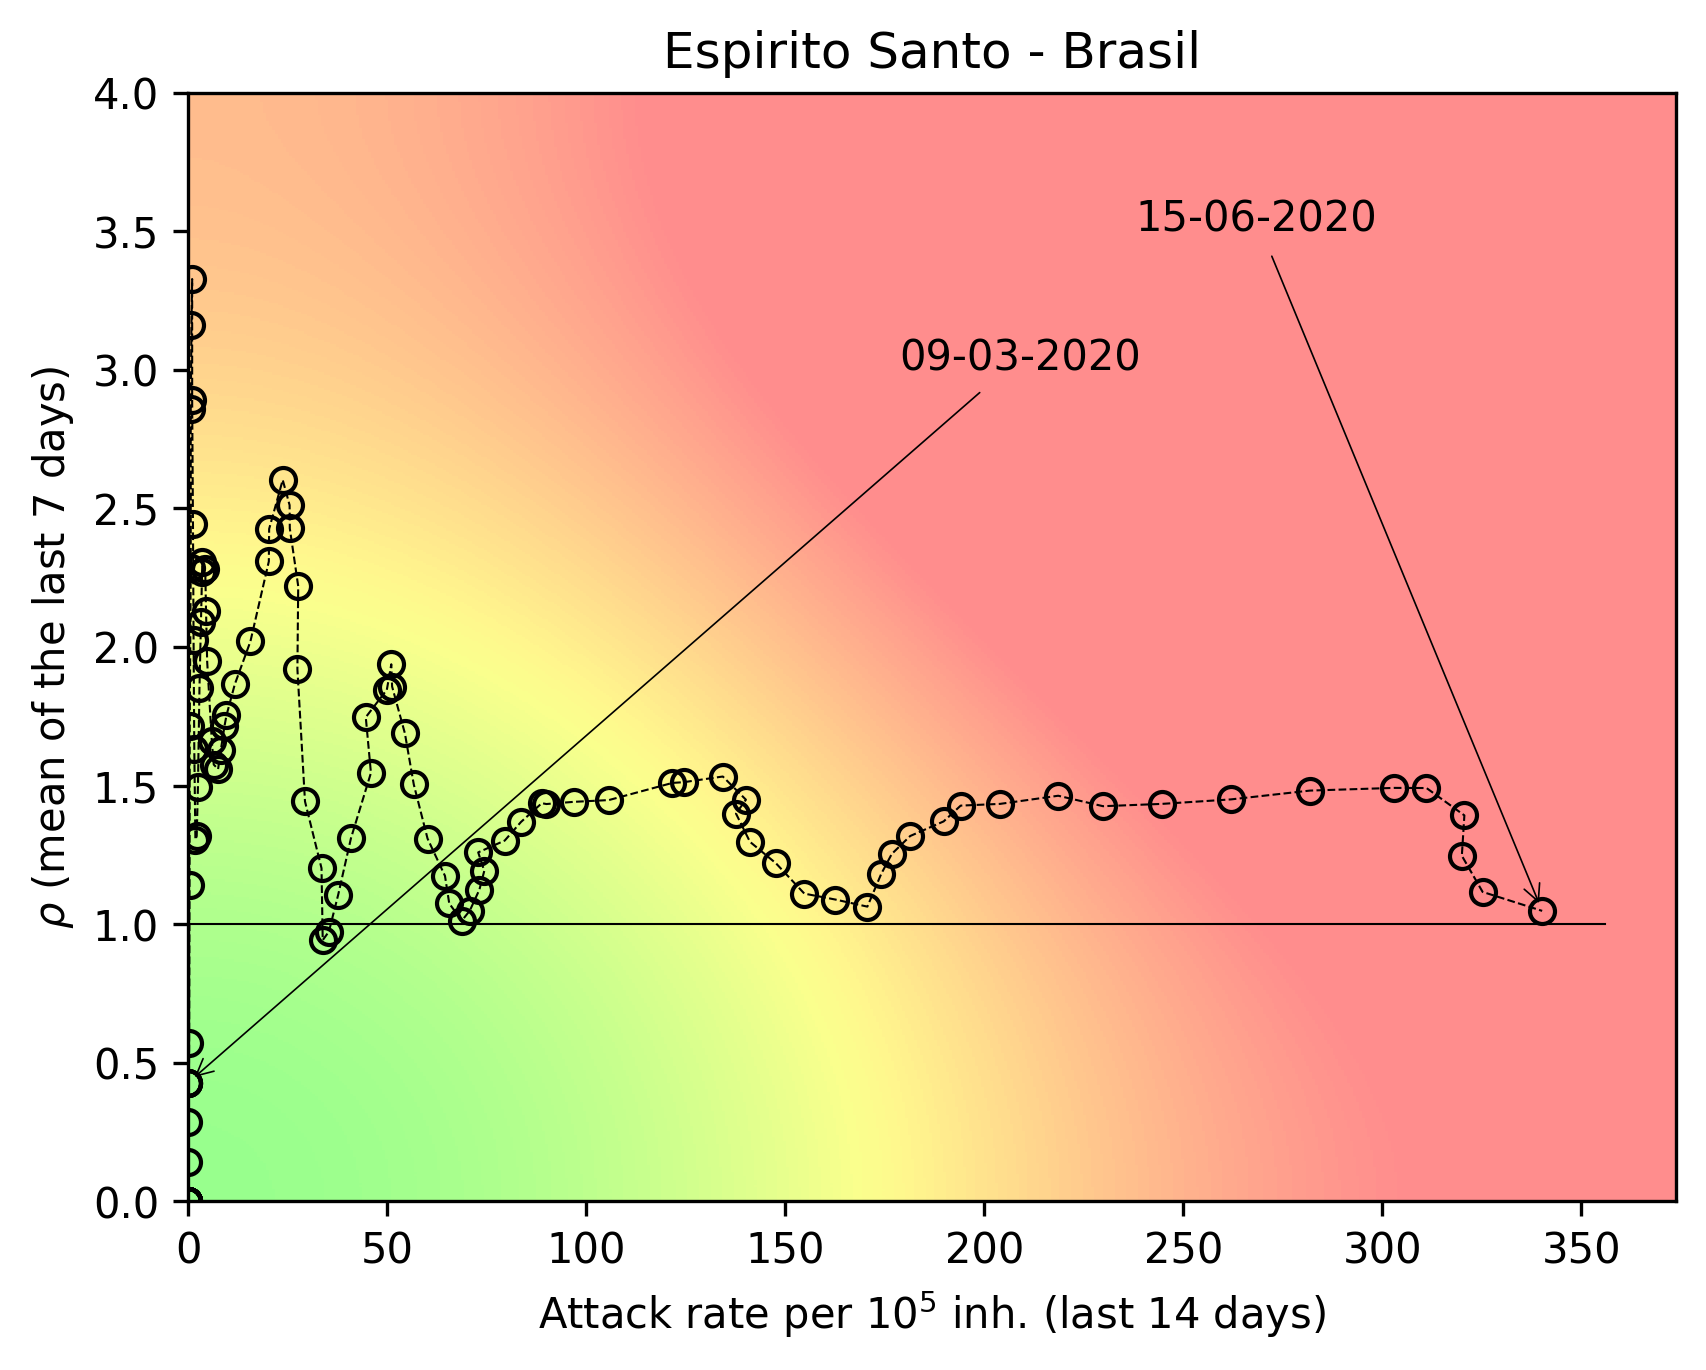 Espirito Santo - Brasil
4.0
3.5
3.0
2.5
2.0
1.5
1.0
0.5
0.0
ρ (mean of the last 7 days)
15-06-2020
09-03-2020
0 50 100 150 200 250 300 350
Attack rate per 10⁵ inh. (last 14 days)